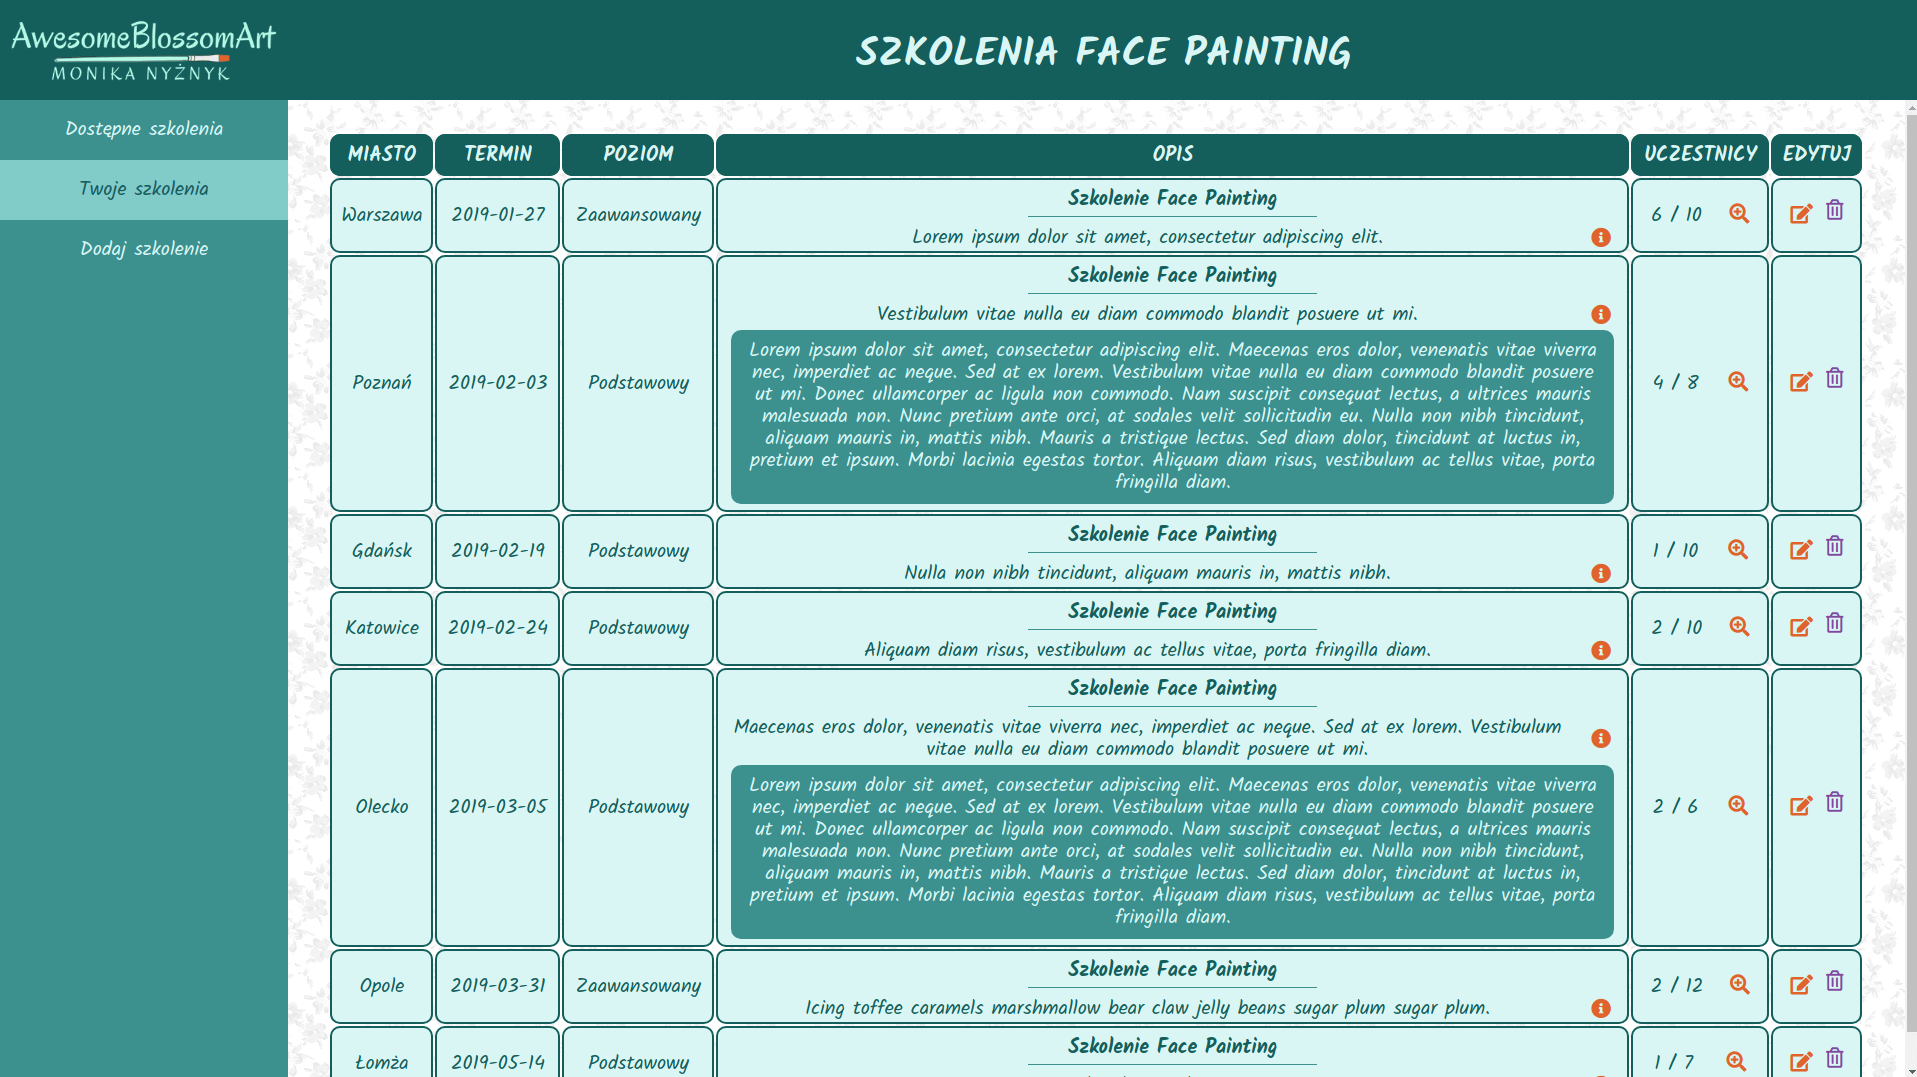 AwesomeBlossomArt
MONIKA NYŻNYK
SZKOLENIA FACE PAINTING
Dostępne szkolenia
Twoje szkolenia
Dodaj szkolenie
MIASTO TERMIN POZIOM OPIS UCZESTNICY EDYTUJ
Szkolenie Face Painting
Warszawa 2019-01-27 Zaawansowany 6 / 10
Lorem ipsum dolor sit amet, consectetur adipiscing elit.
Szkolenie Face Painting
Vestibulum vitae nulla eu diam commodo blandit posuere ut mi.
Lorem ipsum dolor sit amet, consectetur adipiscing elit. Maecenas eros dolor, venenatis vitae viverra
nec, imperdiet ac neque. Sed at ex lorem. Vestibulum vitae nulla eu diam commodo blandit posuere
Poznań 2019-02-03 Podstawowy 4 / 8
ut mi. Donec ullamcorper ac ligula non commodo. Nam suscipit consequat lectus, a ultrices mauris
malesuada non. Nunc pretium ante orci, at sodales velit sollicitudin eu. Nulla non nibh tincidunt,
aliquam mauris in, mattis nibh. Mauris a tristique lectus. Sed diam dolor, tincidunt at luctus in,
pretium et ipsum. Morbi lacinia egestas tortor. Aliquam diam risus, vestibulum ac tellus vitae, porta
fringilla diam.
Szkolenie Face Painting
Gdańsk 2019-02-19 Podstawowy 1 / 10
Nulla non nibh tincidunt, aliquam mauris in, mattis nibh.
Szkolenie Face Painting
Katowice 2019-02-24 Podstawowy 2 / 10
Aliquam diam risus, vestibulum ac tellus vitae, porta fringilla diam.
Szkolenie Face Painting
Maecenas eros dolor, venenatis vitae viverra nec, imperdiet ac neque. Sed at ex lorem. Vestibulum
vitae nulla eu diam commodo blandit posuere ut mi.
Lorem ipsum dolor sit amet, consectetur adipiscing elit. Maecenas eros dolor, venenatis vitae viverra
Olecko 2019-03-05 Podstawowy 2 / 6
nec, imperdiet ac neque. Sed at ex lorem. Vestibulum vitae nulla eu diam commodo blandit posuere
ut mi. Donec ullamcorper ac ligula non commodo. Nam suscipit consequat lectus, a ultrices mauris
malesuada non. Nunc pretium ante orci, at sodales velit sollicitudin eu. Nulla non nibh tincidunt,
aliquam mauris in, mattis nibh. Mauris a tristique lectus. Sed diam dolor, tincidunt at luctus in,
pretium et ipsum. Morbi lacinia egestas tortor. Aliquam diam risus, vestibulum ac tellus vitae, porta
fringilla diam.
Szkolenie Face Painting
Opole 2019-03-31 Zaawansowany 2 / 12
Icing toffee caramels marshmallow bear claw jelly beans sugar plum sugar plum.
Szkolenie Face Painting
Łomża 2019-05-14 Podstawowy 1 / 7